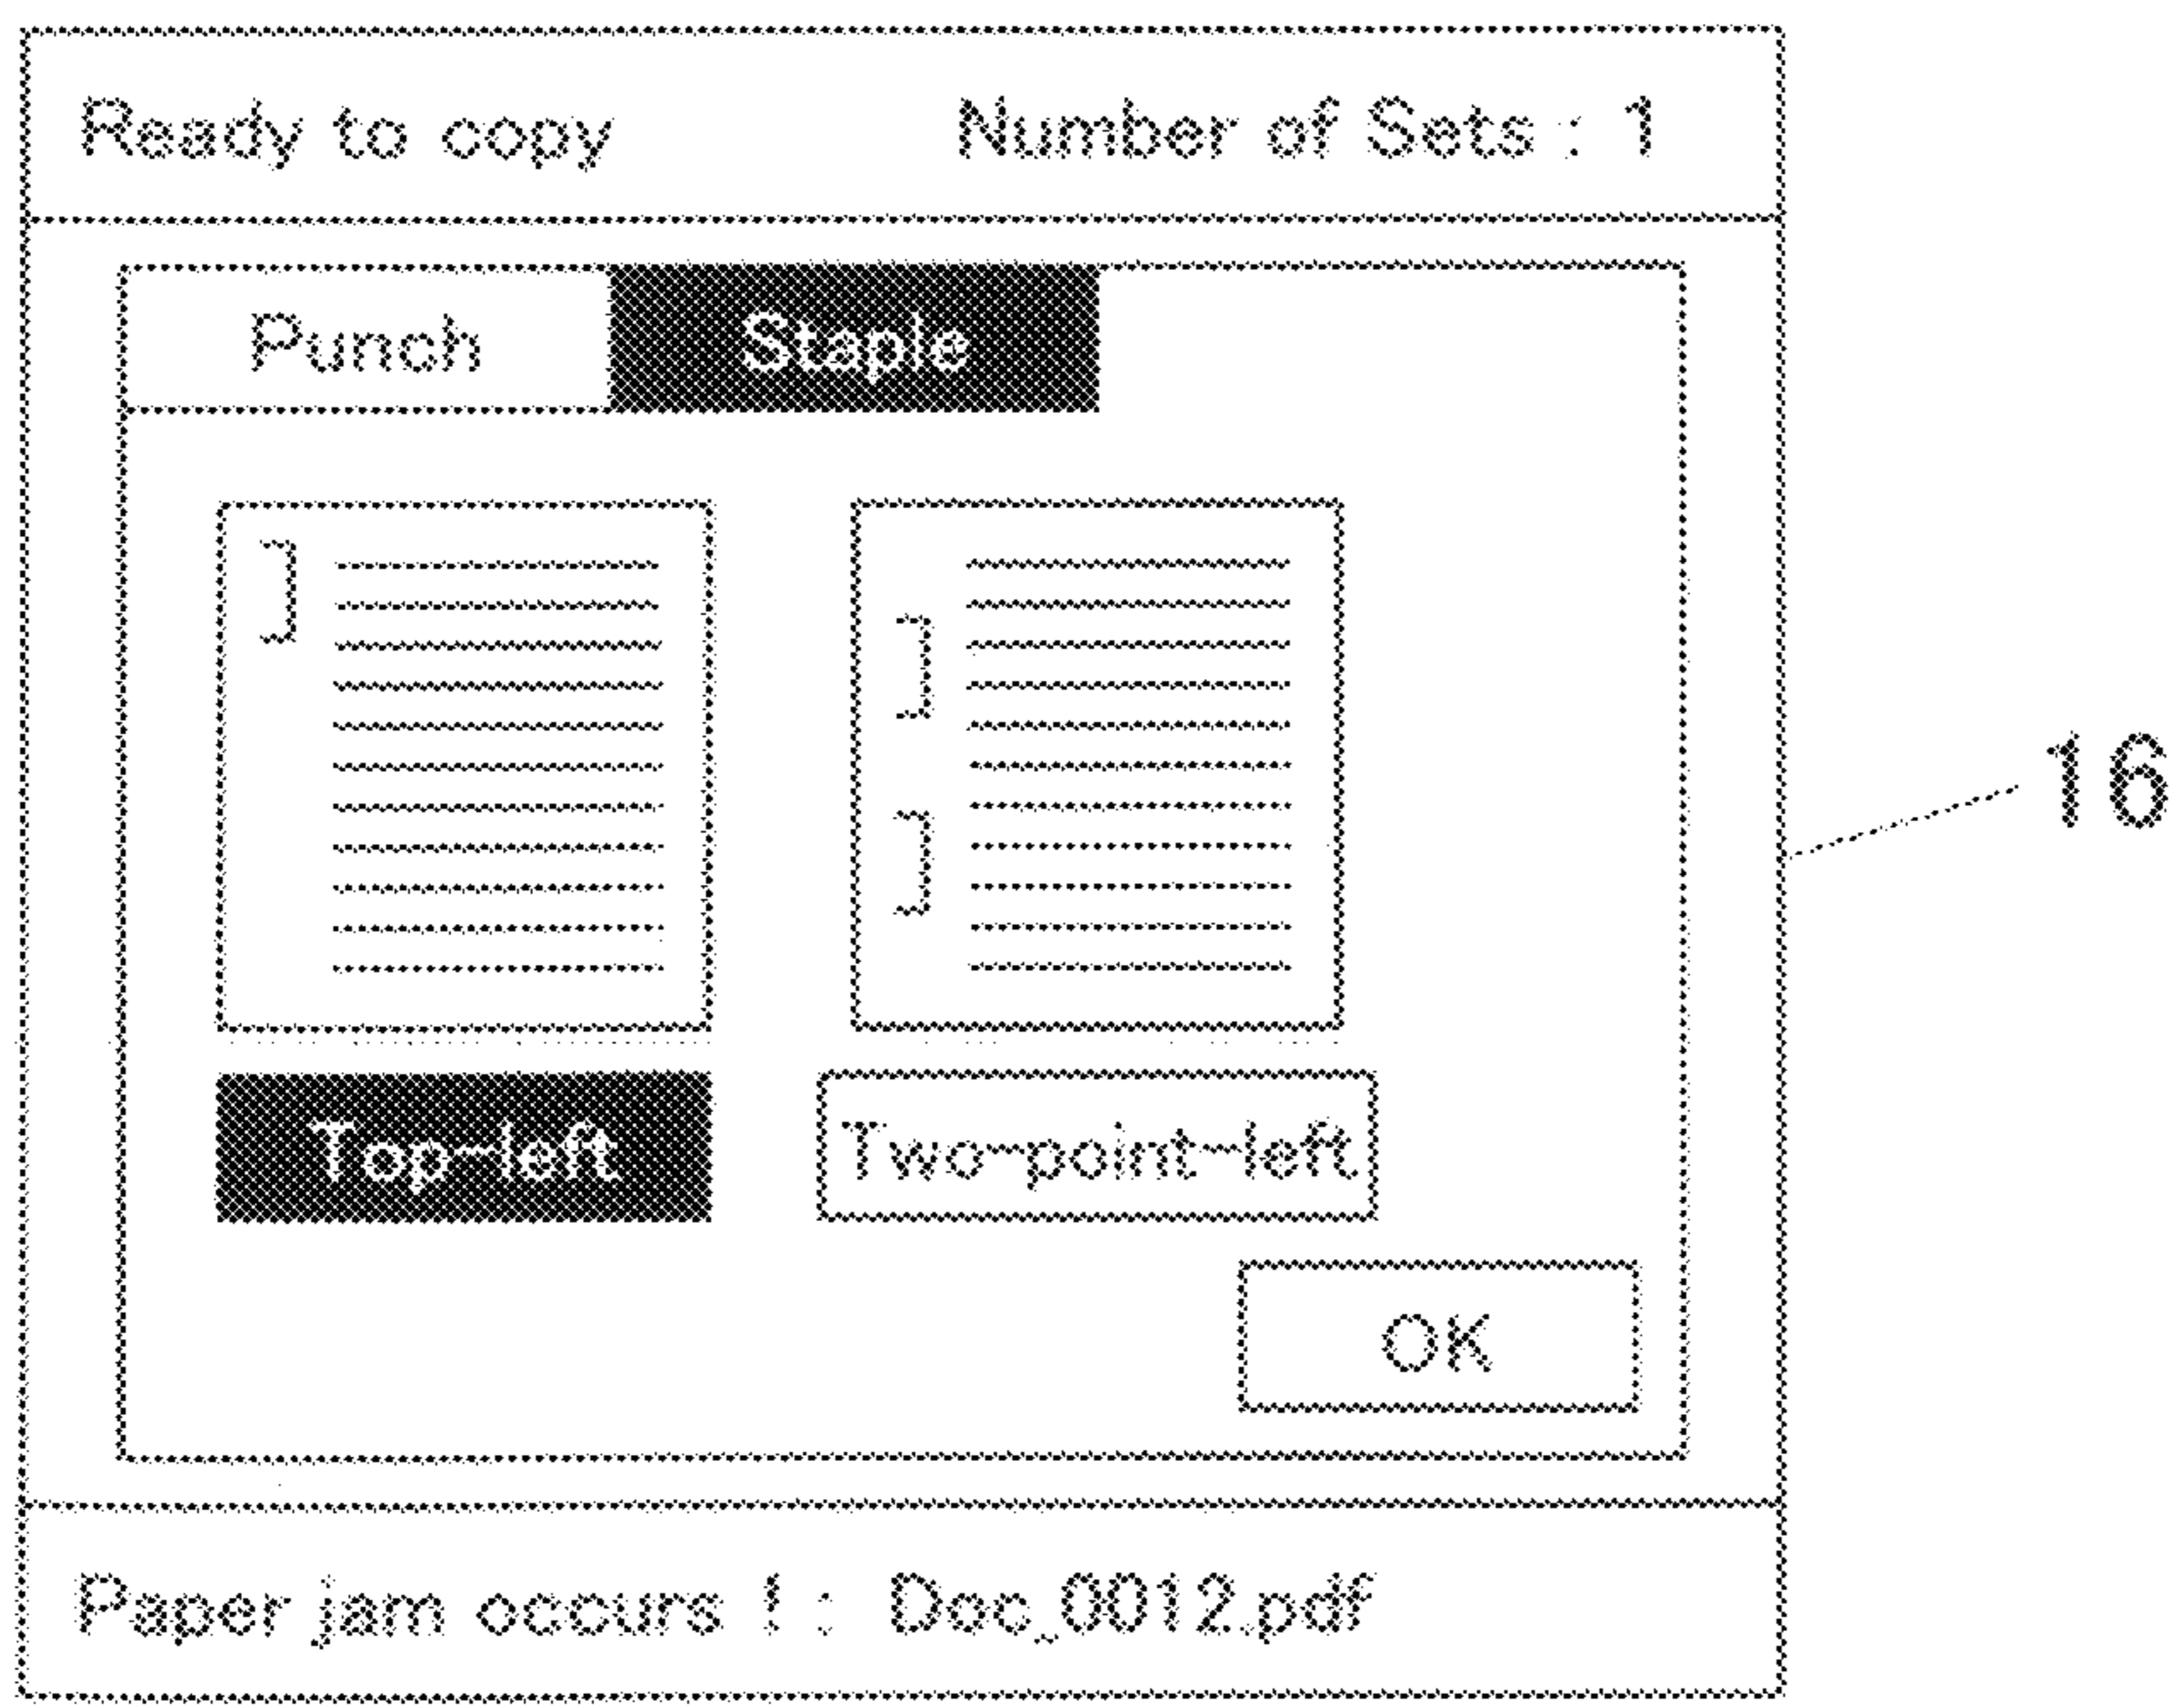 Ready to copy Number of Sets : 1
Punch Staple
16
Top-left Two-point-left
OK
Paper jam occurs ! : Doc_0012.pdf